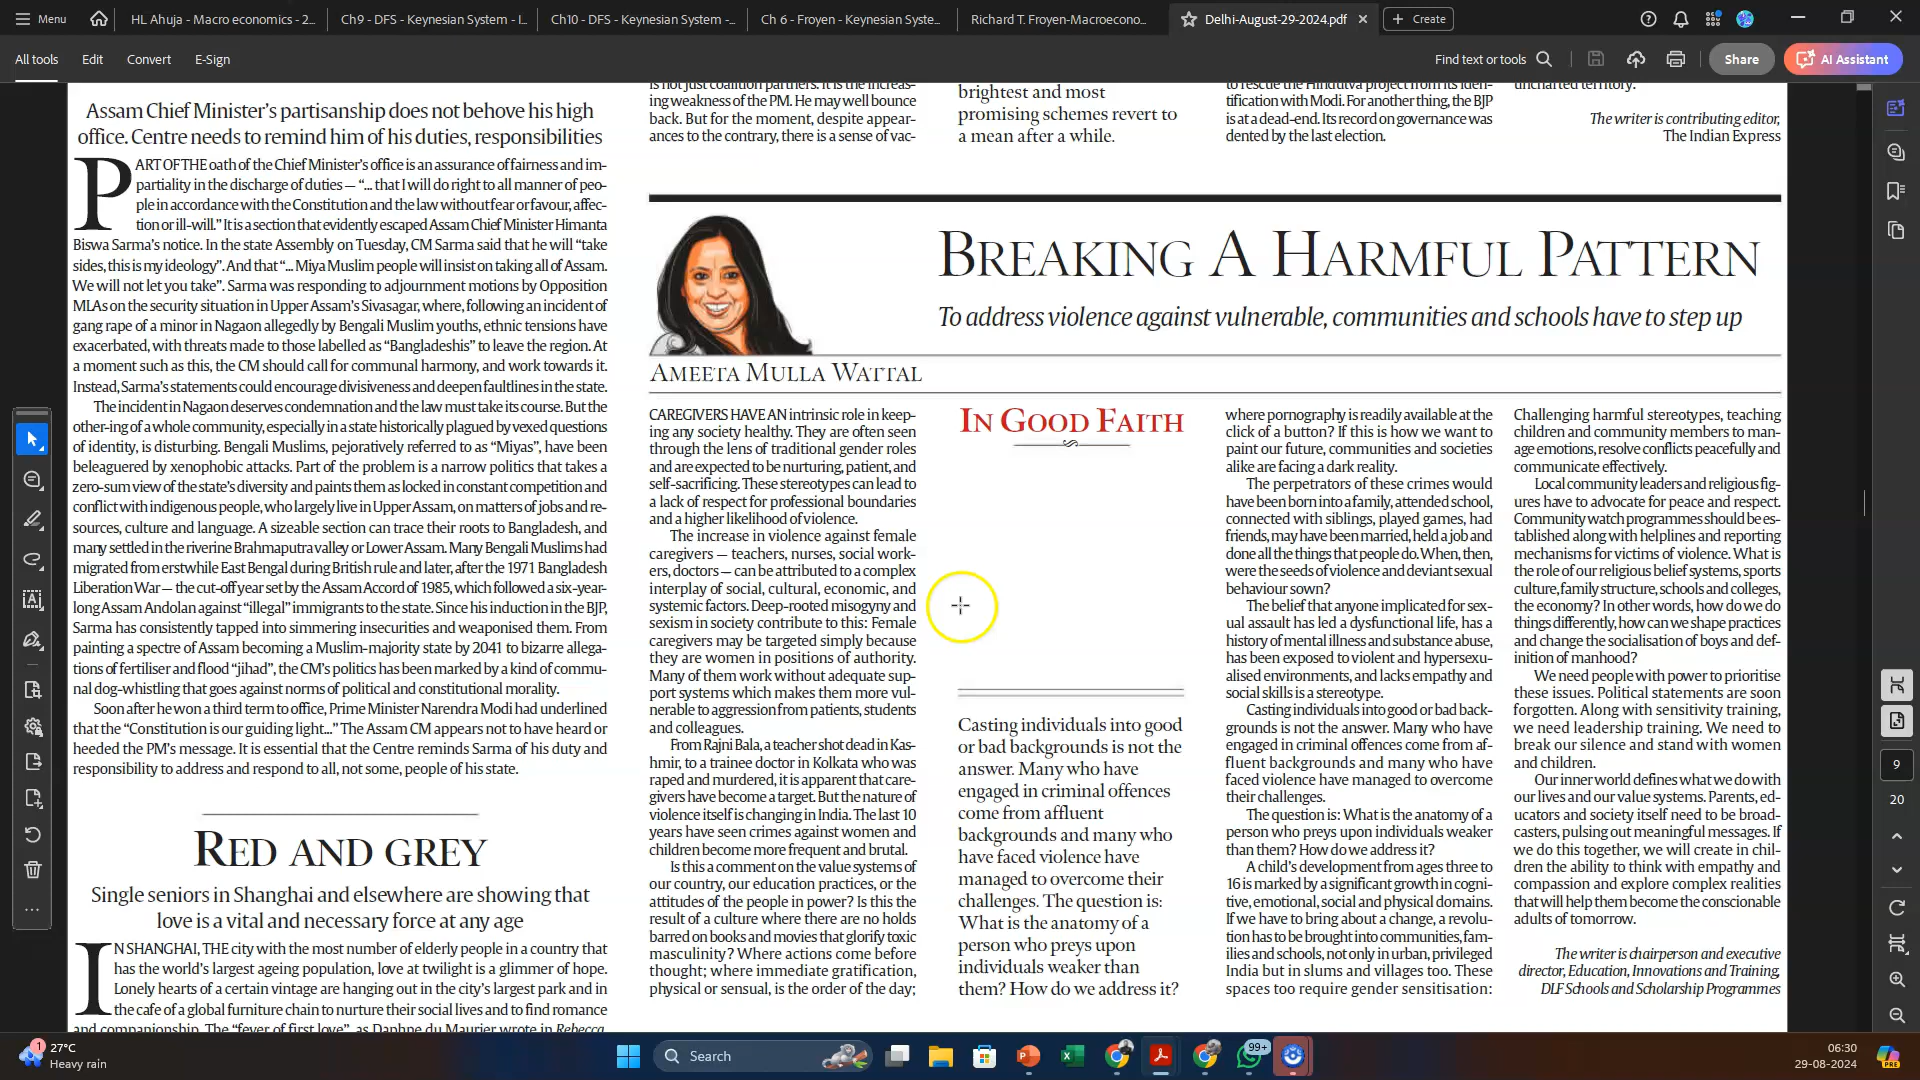 Menu
HL Ahuja - Macro economics - 2...
Ch9 - DFS - Keynesian System - I...
Ch10 - DFS - Keynesian System -...
Ch 6 - Froyen - Keynesian Syste...
Richard T. Froyen-Macroecono...
Delhi-August-29-2024.pdf
Create
All tools
Edit
Convert
E-Sign
Find text or tools
Share
AI Assistant
Assam Chief Minister's partisanship does not behove his high
office. Centre needs to remind him of his duties, responsibilities
PART OF THE oath of the Chief Minister's office is an assurance of fairness and im-
partiality in the discharge of duties — "... that I will do right to all manner of peo-
ple in accordance with the Constitution and the law without fear or favour, affec-
tion or ill-will." It is a section that evidently escaped Assam Chief Minister Himanta
Biswa Sarma's notice. In the state Assembly on Tuesday, CM Sarma said that he will "take
sides, this is my ideology". And that "... Miya Muslim people will insist on taking all of Assam.
We will not let you take". Sarma was responding to adjournment motions by Opposition
MLAs on the security situation in Upper Assam's Sivasagar, where, following an incident of
gang rape of a minor in Nagaon allegedly by Bengali Muslim youths, ethnic tensions have
exacerbated, with threats made to those labelled as "Bangladeshis" to leave the region. At
a moment such as this, the CM should call for communal harmony, and work towards it.
Instead, Sarma's statements could encourage divisiveness and deepen faultlines in the state.
The incident in Nagaon deserves condemnation and the law must take its course. But the
other-ing of a whole community, especially in a state historically plagued by vexed questions
of identity, is disturbing. Bengali Muslims, pejoratively referred to as "Miyas", have been
beleaguered by xenophobic attacks. Part of the problem is a narrow politics that takes a
zero-sum view of the state's diversity and paints them as locked in constant competition and
conflict with indigenous people, who largely live in Upper Assam, on matters of jobs and re-
sources, culture and language. A sizeable section can trace their roots to Bangladesh, and
many settled in the riverine Brahmaputra valley or Lower Assam. Many Bengali Muslims had
migrated from erstwhile East Bengal during British rule and later, after the 1971 Bangladesh
Liberation War — the cut-off year set by the Assam Accord of 1985, which followed a six-year-
long Assam Andolan against "illegal" immigrants to the state. Since his induction in the BJP,
Sarma has consistently tapped into simmering insecurities and weaponised them. From
painting a spectre of Assam becoming a Muslim-majority state by 2041 to bizarre allega-
tions of fertiliser and flood "jihad", the CM's politics has been marked by a kind of commu-
nal dog-whistling that goes against norms of political and constitutional morality.
Soon after he won a third term to office, Prime Minister Narendra Modi had underlined
that the "Constitution is our guiding light..." The Assam CM appears not to have heard or
heeded the PM's message. It is essential that the Centre reminds Sarma of his duty and
responsibility to address and respond to all, not some, people of his state.
RED AND GREY
Single seniors in Shanghai and elsewhere are showing that
love is a vital and necessary force at any age
IN SHANGHAI, THE city with the most number of elderly people in a country that
has the world's largest ageing population, love at twilight is a glimmer of hope.
Lonely hearts of a certain vintage are hanging out in the city's largest park and in
the cafe of a global furniture chain to nurture their social lives and to find romance
and companionship. The "fever of first love", as Daphne du Maurier wrote in Rebecca,
is not just coalition partners. It is the increas-
ing weakness of the PM. He may well bounce
back. But for the moment, despite appear-
ances to the contrary, there is a sense of vac-
brightest and most
promising schemes revert to
a mean after a while.
to rescue the Hindutva project from its iden-
tification with Modi. For another thing, the BJP
is at a dead-end. Its record on governance was
dented by the last election.
uncharted territory.
The writer is contributing editor,
The Indian Express
BREAKING A HARMFUL PATTERN
To address violence against vulnerable, communities and schools have to step up
AMEETA MULLA WATTAL
CAREGIVERS HAVE AN intrinsic role in keep-
ing any society healthy. They are often seen
through the lens of traditional gender roles
and are expected to be nurturing, patient, and
self-sacrificing. These stereotypes can lead to
a lack of respect for professional boundaries
and a higher likelihood of violence.
The increase in violence against female
caregivers — teachers, nurses, social work-
ers, doctors — can be attributed to a complex
interplay of social, cultural, economic, and
systemic factors. Deep-rooted misogyny and
sexism in society contribute to this: Female
caregivers may be targeted simply because
they are women in positions of authority.
Many of them work without adequate sup-
port systems which makes them more vul-
nerable to aggression from patients, students
and colleagues.
From Rajni Bala, a teacher shot dead in Kas-
hmir, to a trainee doctor in Kolkata who was
raped and murdered, it is apparent that care-
givers have become a target. But the nature of
violence itself is changing in India. The last 10
years have seen crimes against women and
children become more frequent and brutal.
Is this a comment on the value systems of
our country, our education practices, or the
attitudes of the people in power? Is this the
result of a culture where there are no holds
barred on books and movies that glorify toxic
masculinity? Where actions come before
thought; where immediate gratification,
physical or sensual, is the order of the day;
IN GOOD FAITH
Casting individuals into good
or bad backgrounds is not the
answer. Many who have
engaged in criminal offences
come from affluent
backgrounds and many who
have faced violence have
managed to overcome their
challenges. The question is:
What is the anatomy of a
person who preys upon
individuals weaker than
them? How do we address it?
where pornography is readily available at the
click of a button? If this is how we want to
paint our future, communities and societies
alike are facing a dark reality.
The perpetrators of these crimes would
have been born into a family, attended school,
connected with siblings, played games, had
friends, may have been married, held a job and
done all the things that people do. When, then,
were the seeds of violence and deviant sexual
behaviour sown?
The belief that anyone implicated for sex-
ual assault has led a dysfunctional life, has a
history of mental illness and substance abuse,
has been exposed to violent and hypersexu-
alised environments, and lacks empathy and
social skills is a stereotype.
Casting individuals into good or bad back-
grounds is not the answer. Many who have
engaged in criminal offences come from af-
fluent backgrounds and many who have
faced violence have managed to overcome
their challenges.
The question is: What is the anatomy of a
person who preys upon individuals weaker
than them? How do we address it?
A child's development from ages three to
16 is marked by a significant growth in cogni-
tive, emotional, social and physical domains.
If we have to bring about a change, a revolu-
tion has to be brought into communities, fam-
ilies and schools, not only in urban, privileged
India but in slums and villages too. These
spaces too require gender sensitisation:
Challenging harmful stereotypes, teaching
children and community members to man-
age emotions, resolve conflicts peacefully and
communicate effectively.
Local community leaders and religious fig-
ures have to advocate for peace and respect.
Community watch programmes should be es-
tablished along with helplines and reporting
mechanisms for victims of violence. What is
the role of our religious belief systems, sports
culture, family structure, schools and colleges,
the economy? In other words, how do we do
things differently, how can we shape practices
and change the socialisation of boys and def-
inition of manhood?
We need people with power to prioritise
these issues. Political statements are soon
forgotten. Along with sensitivity training,
we need leadership training. We need to
break our silence and stand with women
and children.
Our inner world defines what we do with
our lives and our value systems. Parents, ed-
ucators and society itself need to be broad-
casters, pulsing out meaningful messages. If
we do this together, we will create in chil-
dren the ability to think with empathy and
compassion and explore complex realities
that will help them become the conscionable
adults of tomorrow.
The writer is chairperson and executive
director, Education, Innovations and Training,
DLF Schools and Scholarship Programmes
9
20
1
27°C
Heavy rain
Search
99+
06:30
29-08-2024
PRE